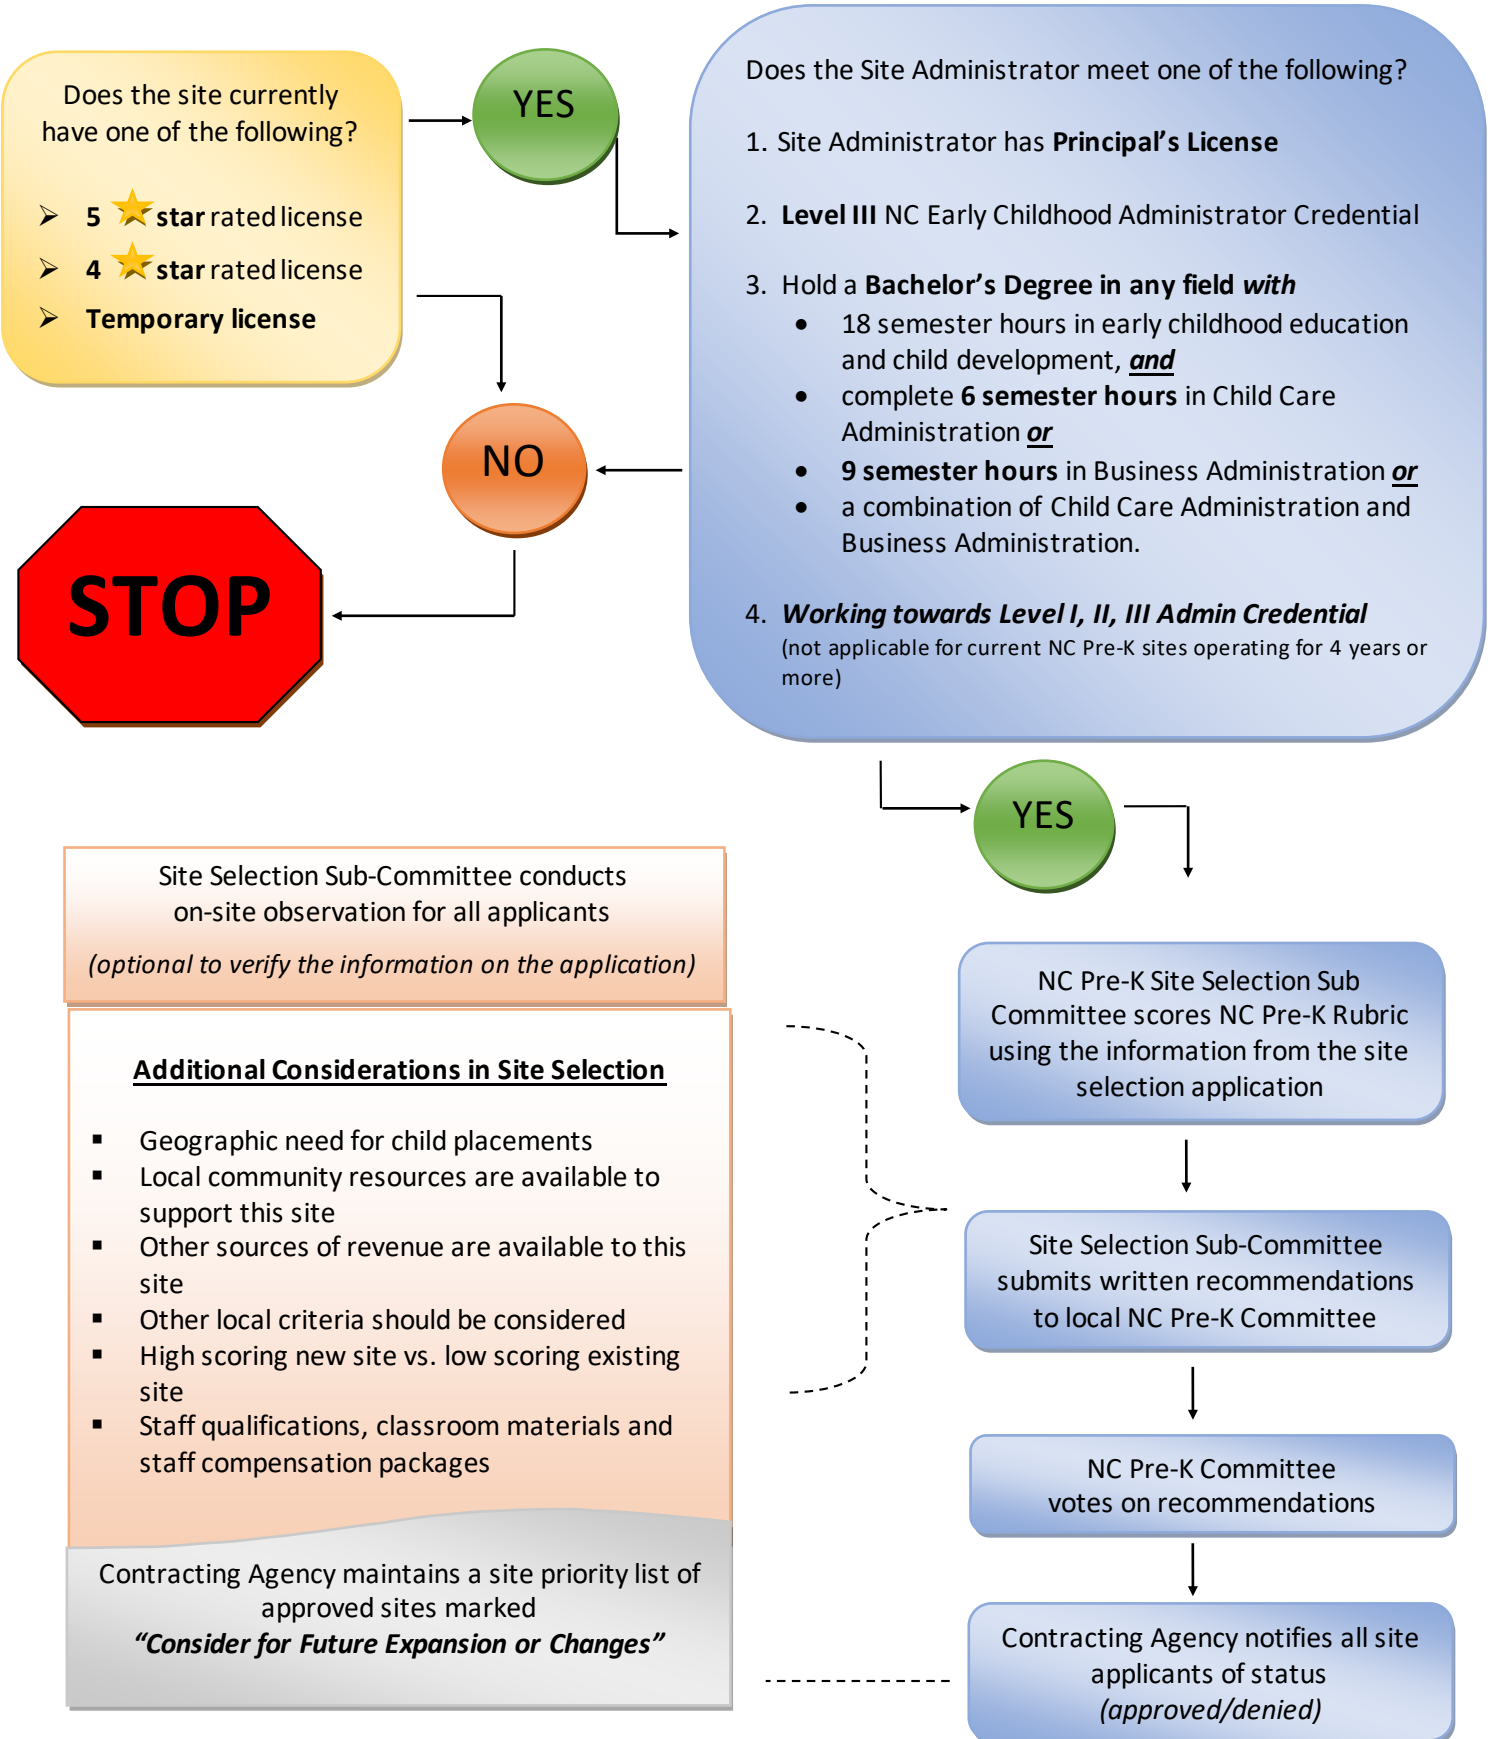 Does the site currently
have one of the following?
➢ 5 star rated license
➢ 4 star rated license
➢ Temporary license
YES
Does the Site Administrator meet one of the following?
1. Site Administrator has Principal’s License
2. Level III NC Early Childhood Administrator Credential
3. Hold a Bachelor’s Degree in any field with
• 18 semester hours in early childhood education
and child development, and
• complete 6 semester hours in Child Care
Administration or
• 9 semester hours in Business Administration or
• a combination of Child Care Administration and
Business Administration.
4. Working towards Level I, II, III Admin Credential
(not applicable for current NC Pre-K sites operating for 4 years or
more)
NO
STOP
YES
Site Selection Sub-Committee conducts
on-site observation for all applicants
(optional to verify the information on the application)
Additional Considerations in Site Selection
▪ Geographic need for child placements
▪ Local community resources are available to
support this site
▪ Other sources of revenue are available to this
site
▪ Other local criteria should be considered
▪ High scoring new site vs. low scoring existing
site
▪ Staff qualifications, classroom materials and
staff compensation packages
Contracting Agency maintains a site priority list of
approved sites marked
“Consider for Future Expansion or Changes”
NC Pre-K Site Selection Sub
Committee scores NC Pre-K Rubric
using the information from the site
selection application
Site Selection Sub-Committee
submits written recommendations
to local NC Pre-K Committee
NC Pre-K Committee
votes on recommendations
Contracting Agency notifies all site
applicants of status
(approved/denied)